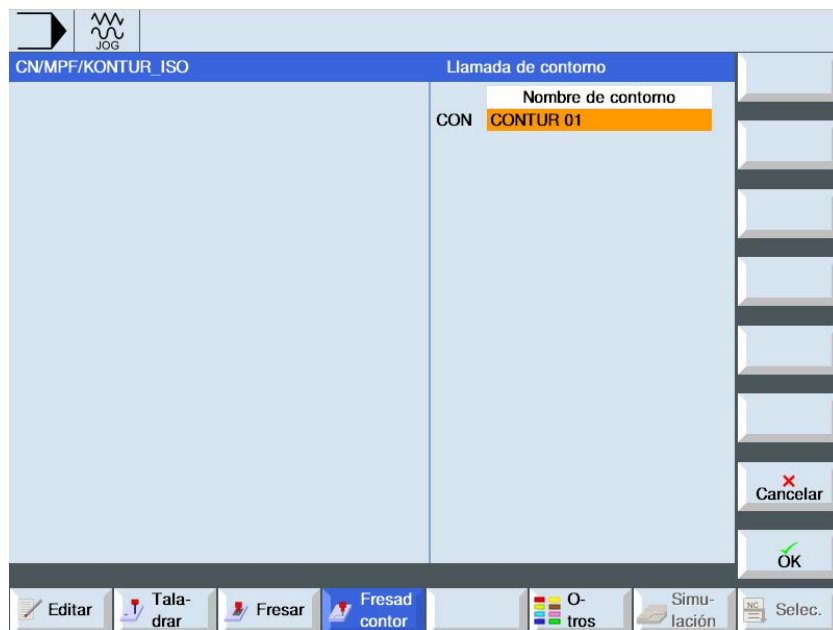 JOG
CN/MPF/KONTUR_ISO
Llamada de contorno
Nombre de contorno
CON CONTUR 01
Cancelar
OK
Editar
Tala-
drar
Fresar
Fresad
contor
O-
tros
Simu-
lación
NC
Selec.